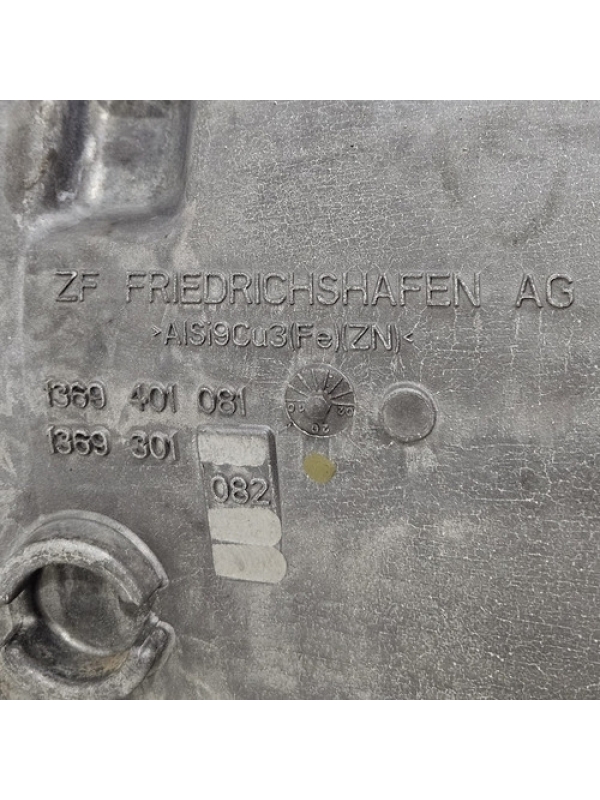 ZF FRIEDRICHSHAFEN AG
>AlSi9Cu3(Fe)(ZN)<
1369 401 081
1369 301
082